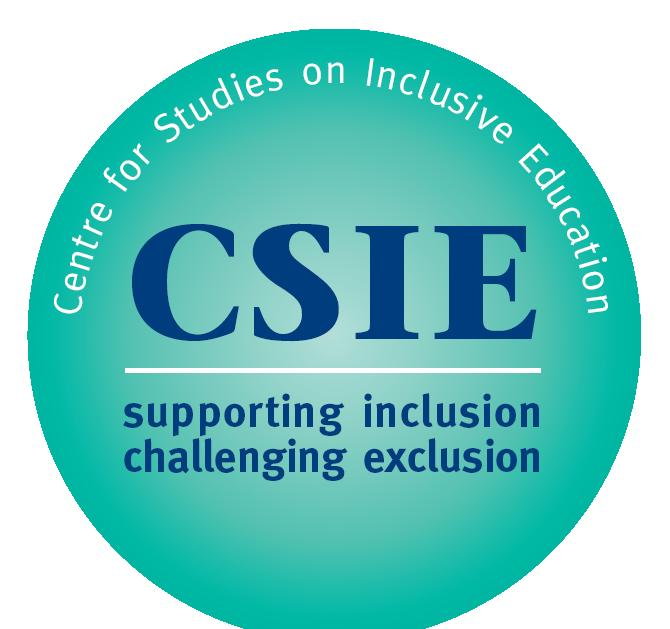 Centre for Studies on Inclusive Education
CSIE
supporting inclusion
challenging exclusion